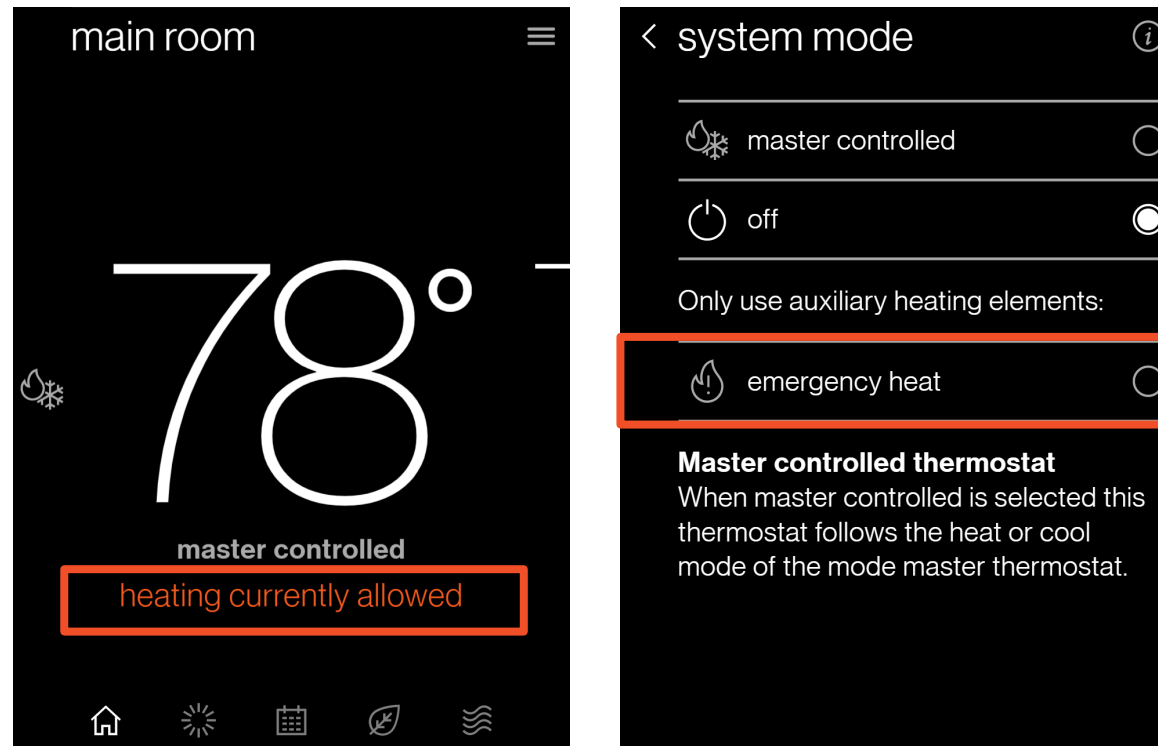 main room
78°
master controlled
heating currently allowed
system mode
i
master controlled
off
Only use auxiliary heating elements:
emergency heat
Master controlled thermostat
When master controlled is selected this
thermostat follows the heat or cool
mode of the mode master thermostat.